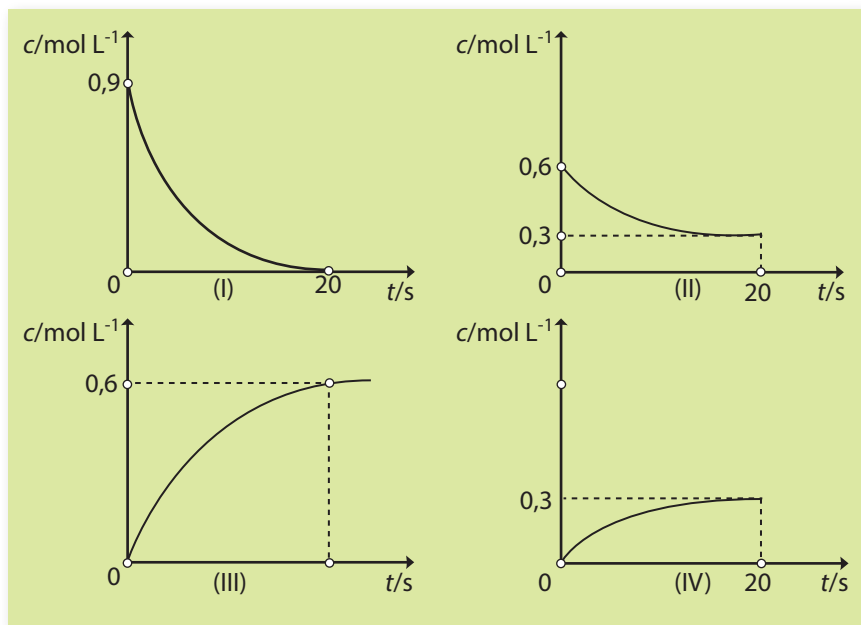 c/mol L⁻¹
0,9
0
(I)
20
t/s
c/mol L⁻¹
0,6
0,3
0
(II)
20
t/s
c/mol L⁻¹
0,6
0
(III)
t/s
c/mol L⁻¹
0,3
0
(IV)
20
t/s